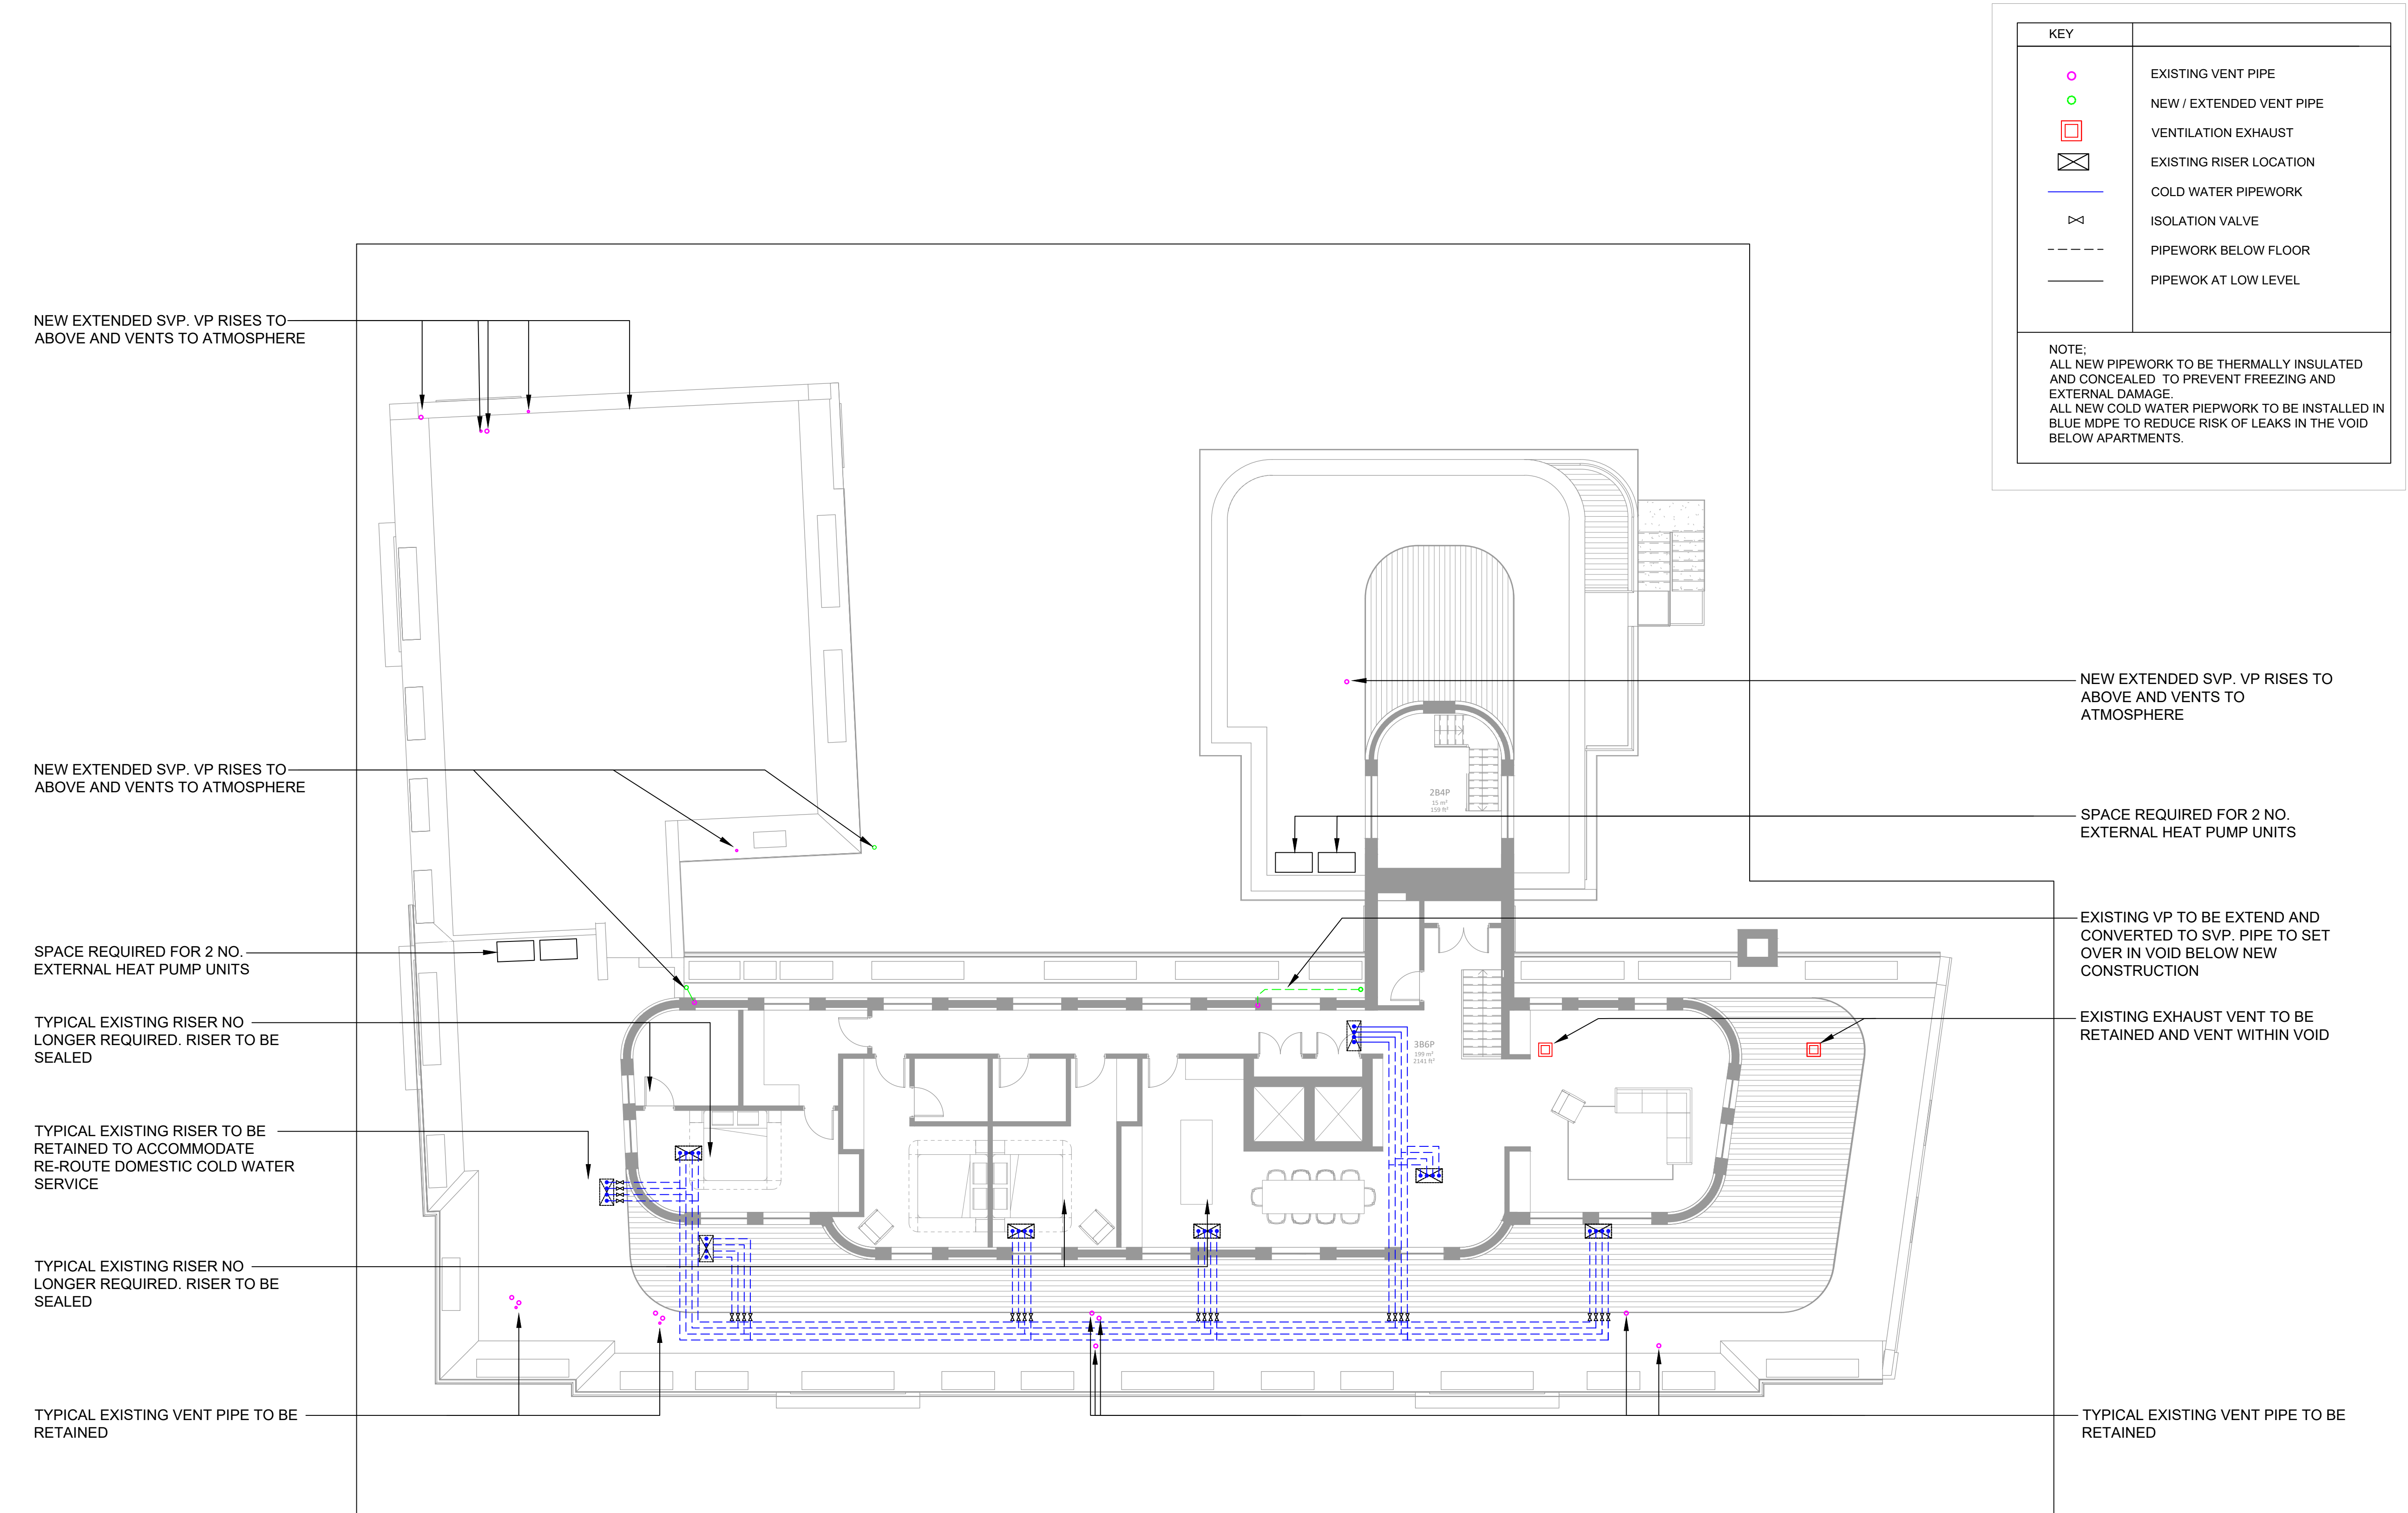 KEY
EXISTING VENT PIPE
NEW / EXTENDED VENT PIPE
VENTILATION EXHAUST
EXISTING RISER LOCATION
COLD WATER PIPEWORK
ISOLATION VALVE
PIPEWORK BELOW FLOOR
PIPEWOK AT LOW LEVEL
NOTE;
ALL NEW PIPEWORK TO BE THERMALLY INSULATED
AND CONCEALED TO PREVENT FREEZING AND
EXTERNAL DAMAGE.
ALL NEW COLD WATER PIEPWORK TO BE INSTALLED IN
BLUE MDPE TO REDUCE RISK OF LEAKS IN THE VOID
BELOW APARTMENTS.
NEW EXTENDED SVP. VP RISES TO
ABOVE AND VENTS TO ATMOSPHERE
NEW EXTENDED SVP. VP RISES TO
ABOVE AND VENTS TO ATMOSPHERE
SPACE REQUIRED FOR 2 NO.
EXTERNAL HEAT PUMP UNITS
TYPICAL EXISTING RISER NO
LONGER REQUIRED. RISER TO BE
SEALED
TYPICAL EXISTING RISER TO BE
RETAINED TO ACCOMMODATE
RE-ROUTE DOMESTIC COLD WATER
SERVICE
TYPICAL EXISTING RISER NO
LONGER REQUIRED. RISER TO BE
SEALED
TYPICAL EXISTING VENT PIPE TO BE
RETAINED
2B4P
15 m²
159 ft²
3B6P
199 m²
2141 ft²
NEW EXTENDED SVP. VP RISES TO
ABOVE AND VENTS TO
ATMOSPHERE
SPACE REQUIRED FOR 2 NO.
EXTERNAL HEAT PUMP UNITS
EXISTING VP TO BE EXTEND AND
CONVERTED TO SVP. PIPE TO SET
OVER IN VOID BELOW NEW
CONSTRUCTION
EXISTING EXHAUST VENT TO BE
RETAINED AND VENT WITHIN VOID
TYPICAL EXISTING VENT PIPE TO BE
RETAINED